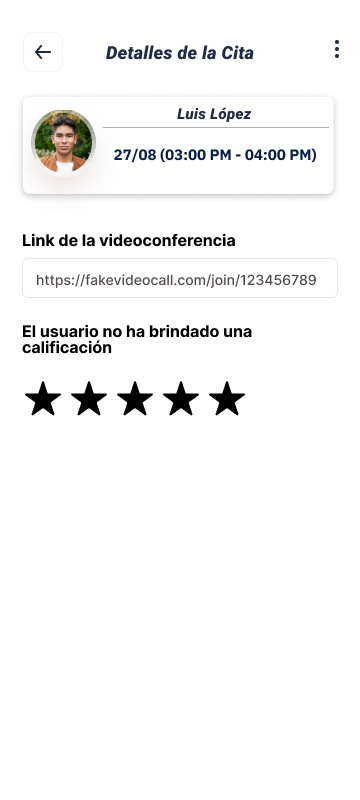 Detalles de la Cita
Luis López
27/08 (03:00 PM - 04:00 PM)
Link de la videoconferencia
https://fakevideocall.com/join/123456789
El usuario no ha brindado una
calificación